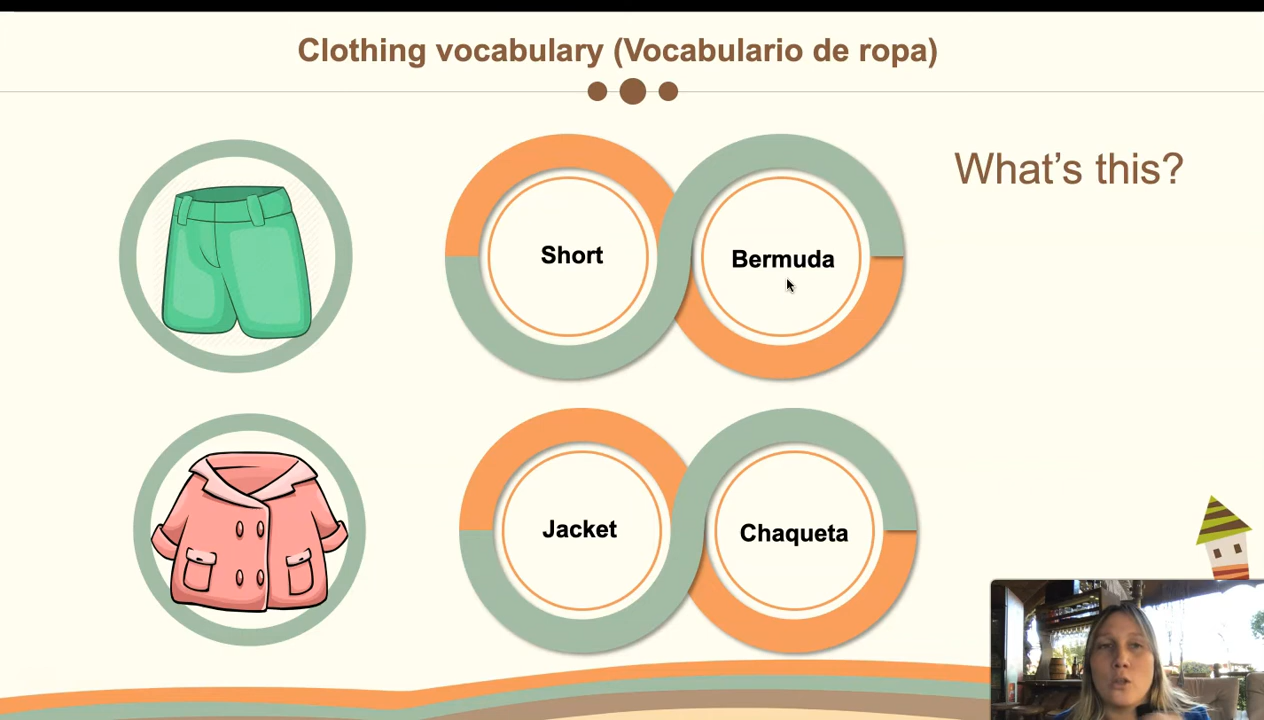 Clothing vocabulary (Vocabulario de ropa)
What’s this?
Short
Bermuda
Jacket
Chaqueta